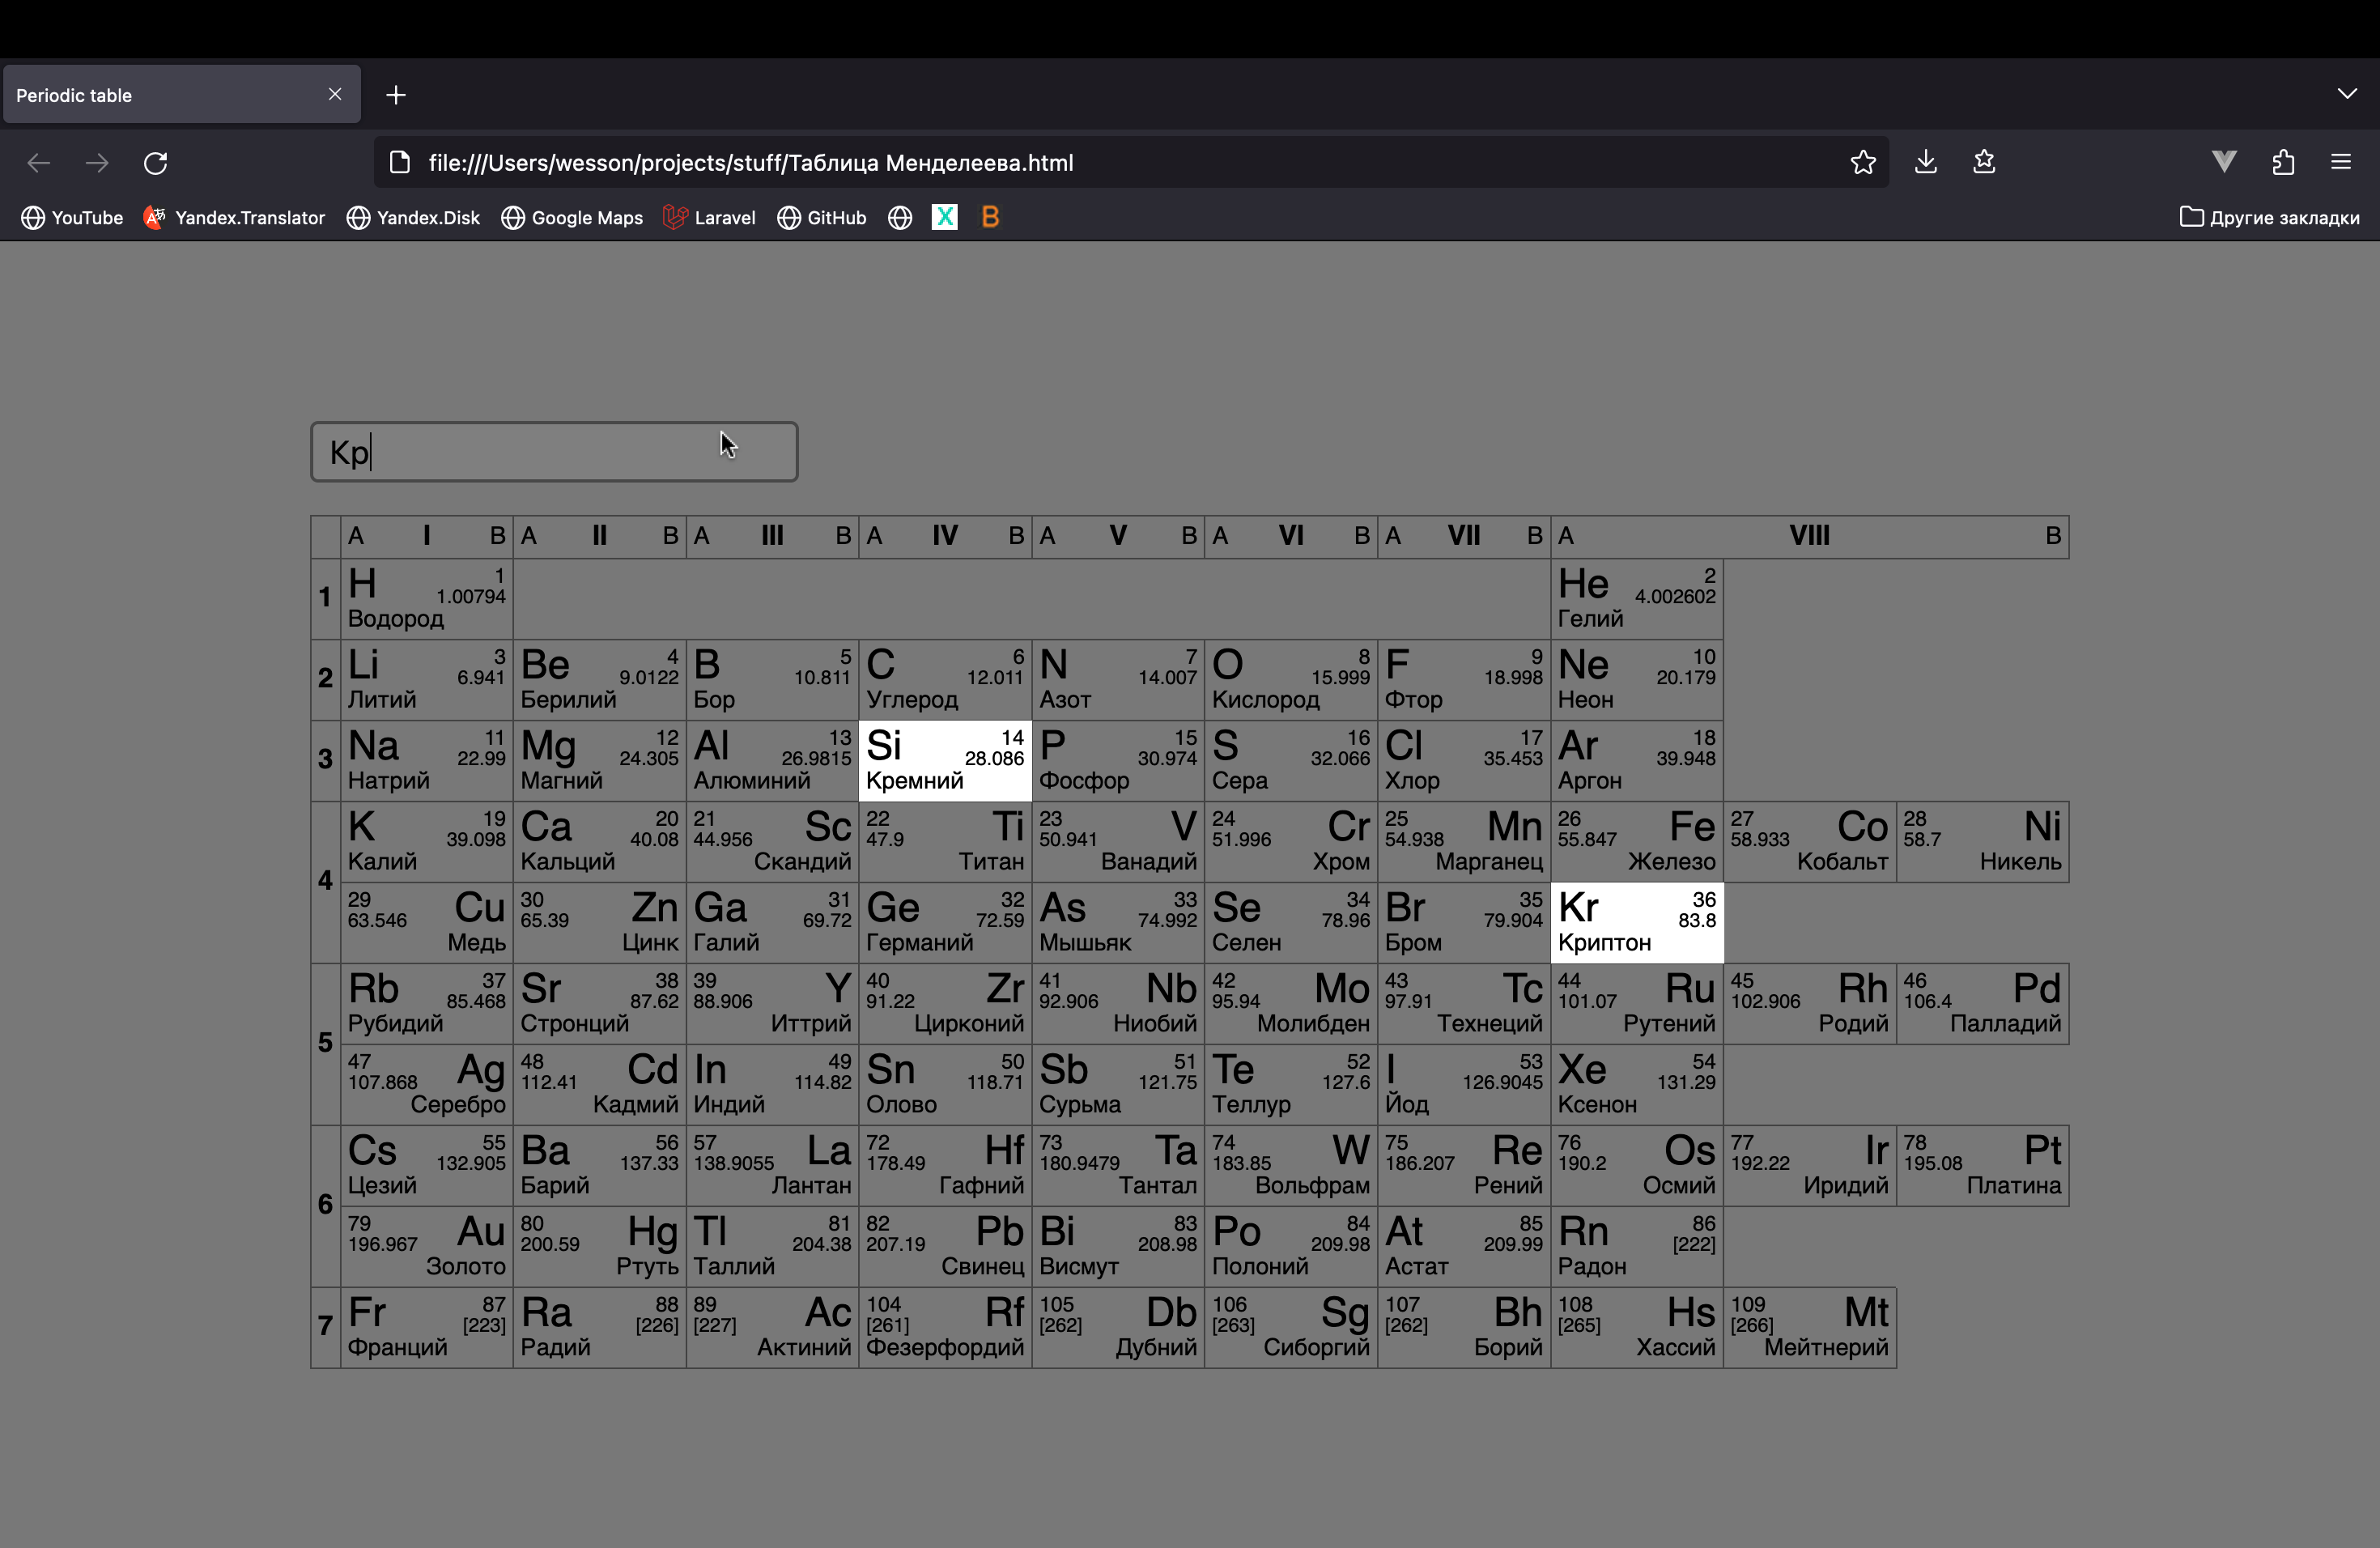 Periodic table
file:///Users/wesson/projects/stuff/Таблица Менделеева.html
YouTube Yandex.Translator Yandex.Disk Google Maps Laravel GitHub X B Другие закладки
Кр
A I B A II B A III B A IV B A V B A VI B A VII B A VIII B
1 H 1 He 2
1.00794 4.002602
Водород Гелий
2 Li 3 Be 4 B 5 C 6 N 7 O 8 F 9 Ne 10
6.941 9.0122 10.811 12.011 14.007 15.999 18.998 20.179
Литий Берилий Бор Углерод Азот Кислород Фтор Неон
3 Na 11 Mg 12 Al 13 Si 14 P 15 S 16 Cl 17 Ar 18
22.99 24.305 26.9815 28.086 30.974 32.066 35.453 39.948
Натрий Магний Алюминий Кремний Фосфор Сера Хлор Аргон
4 K 19 Ca 20 21 Sc 22 Ti 23 V 24 Cr 25 Mn 26 Fe 27 Co 28 Ni
39.098 40.08 44.956 47.9 50.941 51.996 54.938 55.847 58.933 58.7
Калий Кальций Скандий Титан Ванадий Хром Марганец Железо Кобальт Никель
29 Cu 30 Zn Ga 31 Ge 32 As 33 Se 34 Br 35 Kr 36
63.546 65.39 69.72 72.59 74.992 78.96 79.904 83.8
Медь Цинк Галий Германий Мышьяк Селен Бром Криптон
5 Rb 37 Sr 38 39 Y 40 Zr 41 Nb 42 Mo 43 Tc 44 Ru 45 Rh 46 Pd
85.468 87.62 88.906 91.22 92.906 95.94 97.91 101.07 102.906 106.4
Рубидий Стронций Иттрий Цирконий Ниобий Молибден Технеций Рутений Родий Палладий
47 Ag 48 Cd In 49 Sn 50 Sb 51 Te 52 I 53 Xe 54
107.868 112.41 114.82 118.71 121.75 127.6 126.9045 131.29
Серебро Кадмий Индий Олово Сурьма Теллур Йод Ксенон
6 Cs 55 Ba 56 57 La 72 Hf 73 Ta 74 W 75 Re 76 Os 77 Ir 78 Pt
132.905 137.33 138.9055 178.49 180.9479 183.85 186.207 190.2 192.22 195.08
Цезий Барий Лантан Гафний Тантал Вольфрам Рений Осмий Иридий Платина
79 Au 80 Hg Tl 81 82 Pb Bi 83 Po 84 At 85 Rn 86
196.967 200.59 204.38 207.19 208.98 209.98 209.99 [222]
Золото Ртуть Таллий Свинец Висмут Полоний Астат Радон
7 Fr 87 Ra 88 89 Ac 104 Rf 105 Db 106 Sg 107 Bh 108 Hs 109 Mt
[223] [226] [227] [261] [262] [263] [262] [265] [266]
Франций Радий Актиний Фезерфордий Дубний Сиборгий Борий Хассий Мейтнерий